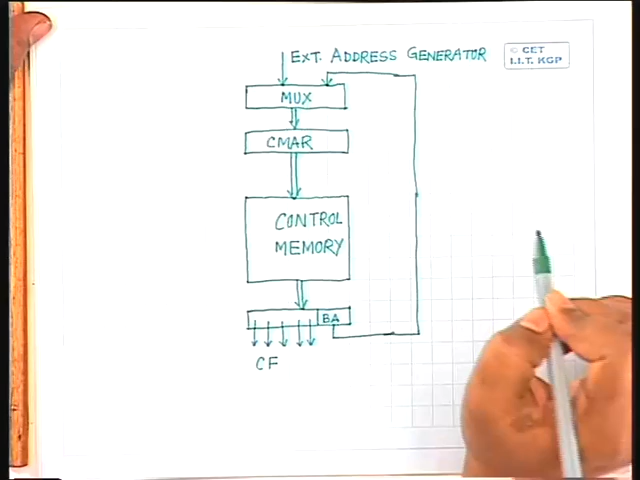 EXT. ADDRESS GENERATOR
© CET
I.I.T. KGP
MUX
CMAR
CONTROL
MEMORY
BA
CF